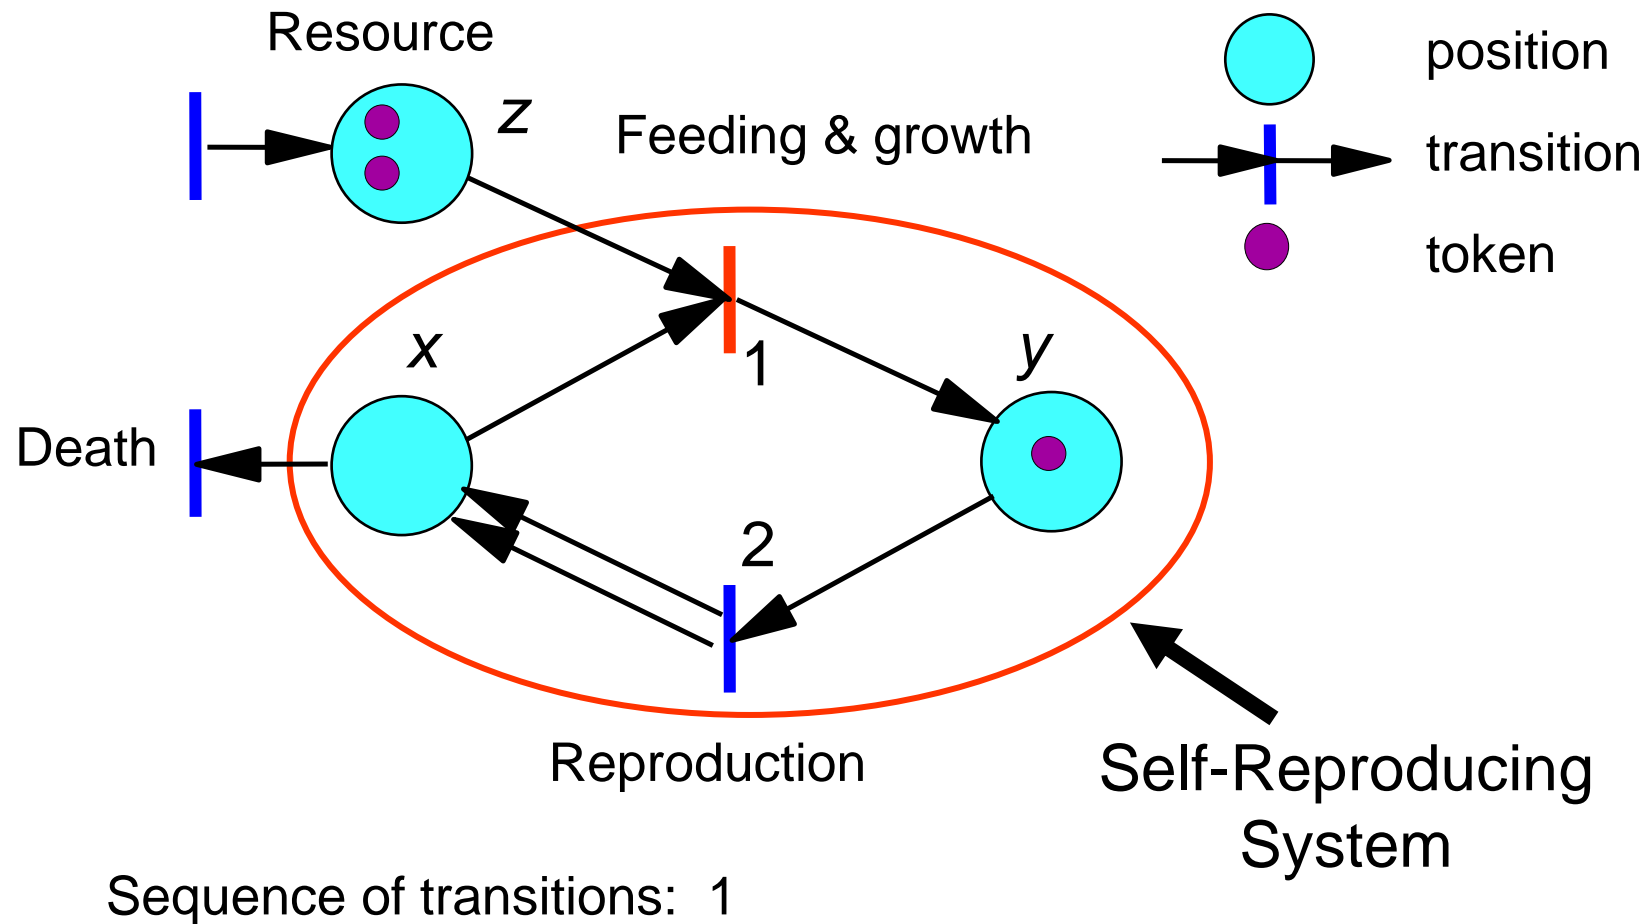 Resource
z
Feeding & growth
position
transition
token
x
1
y
Death
2
Reproduction
Self-Reproducing
System
Sequence of transitions: 1